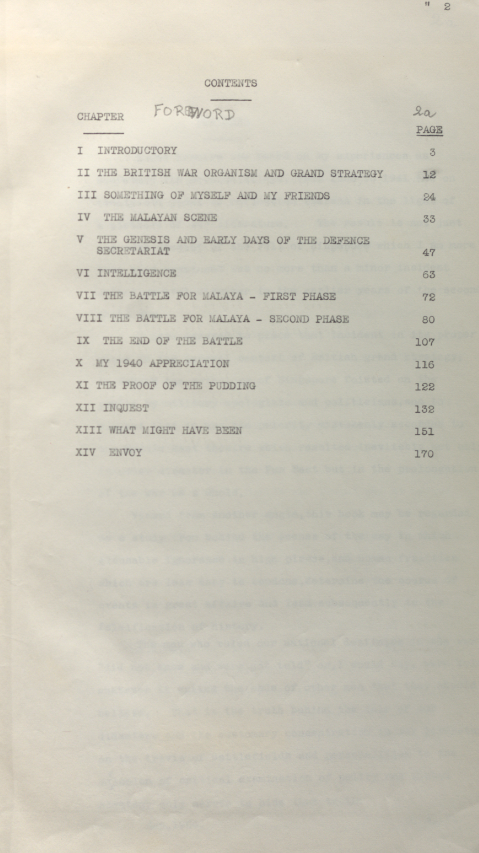 " 2
CONTENTS
FOREWORD 2a
CHAPTER PAGE
I INTRODUCTORY 3
II THE BRITISH WAR ORGANISM AND GRAND STRATEGY 12
III SOMETHING OF MYSELF AND MY FRIENDS 24
IV THE MALAYAN SCENE 33
V THE GENESIS AND EARLY DAYS OF THE DEFENCE
SECRETARIAT 47
VI INTELLIGENCE 63
VII THE BATTLE FOR MALAYA - FIRST PHASE 72
VIII THE BATTLE FOR MALAYA - SECOND PHASE 80
IX THE END OF THE BATTLE 107
X MY 1940 APPRECIATION 116
XI THE PROOF OF THE PUDDING 122
XII INQUEST 132
XIII WHAT MIGHT HAVE BEEN 151
XIV ENVOY 170